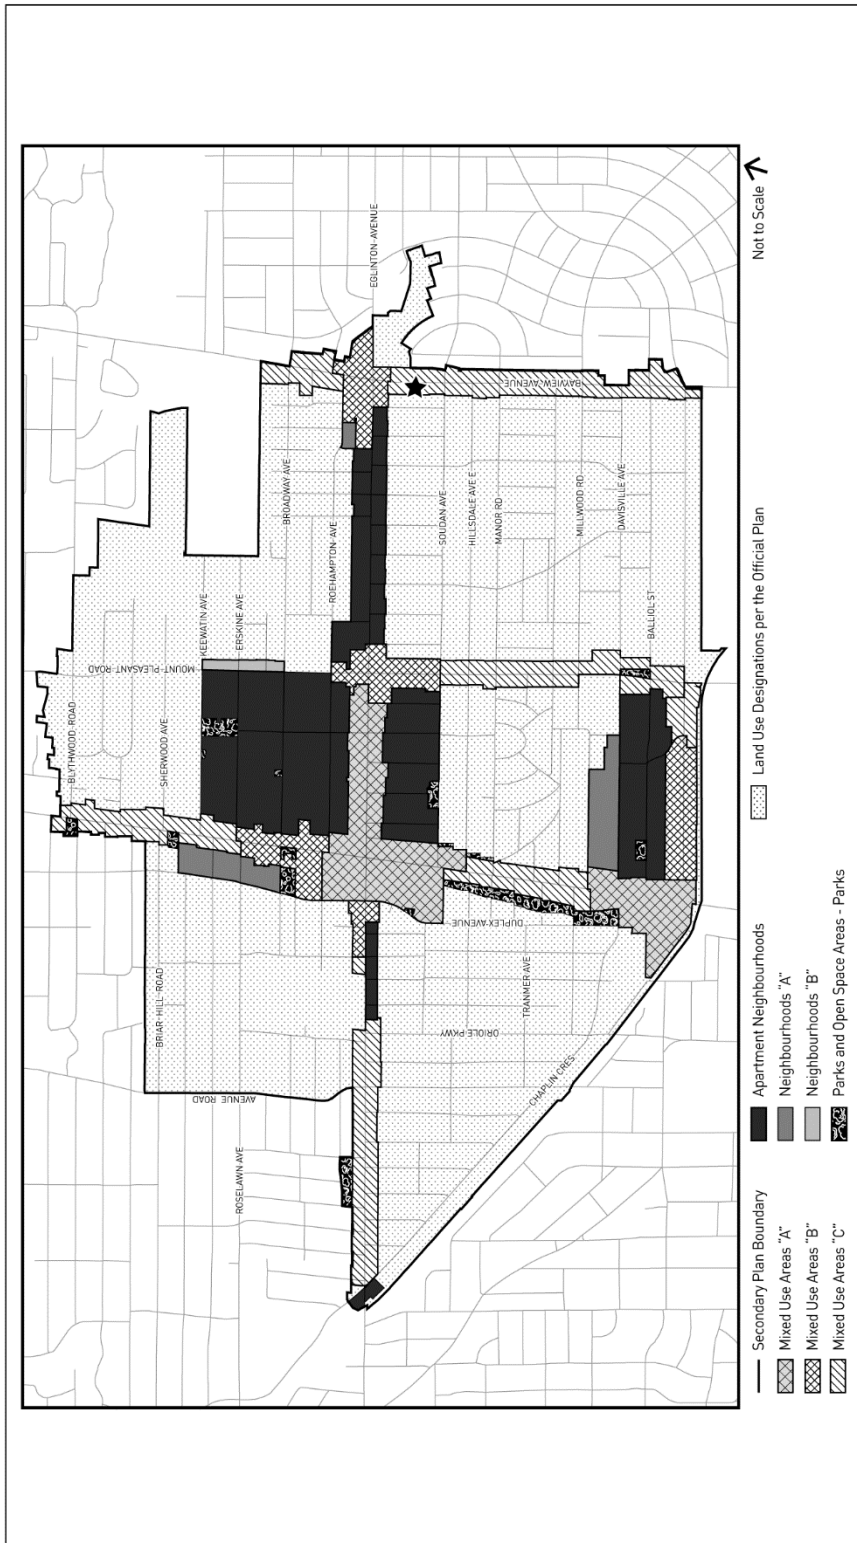 EGLINTON AVENUE
BAYVIEW AVENUE
BROADWAY AVE
ROEHAMPTON AVE
SOUDAN AVE
HILLSDALE AVE E
MANOR RD
MILLWOOD RD
DAVISVILLE AVE
BALLIOL ST
KEEWATIN AVE
ERSKINE AVE
MOUNT PLEASANT ROAD
BLYTHWOOD ROAD
SHERWOOD AVE
DUPLEX AVENUE
BRIAR HILL ROAD
TRANMER AVE
ORIOLE PKWY
CHAPLIN CRES
AVENUE ROAD
ROSELAWN AVE
Not to Scale
Secondary Plan Boundary
Mixed Use Areas "A"
Mixed Use Areas "B"
Mixed Use Areas "C"
Apartment Neighbourhoods
Neighbourhoods "A"
Neighbourhoods "B"
Parks and Open Space Areas - Parks
Land Use Designations per the Official Plan